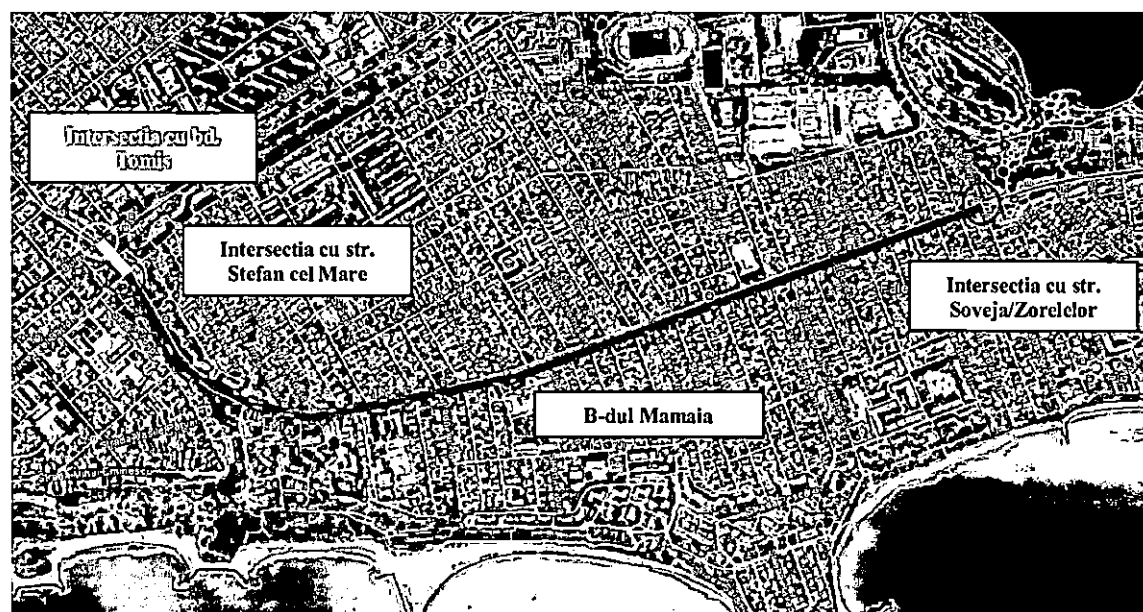 Intersectia cu bd.
Tomis
Intersectia cu str.
Stefan cel Mare
Intersectia cu str.
Soveja/Zorelelor
B-dul Mamaia